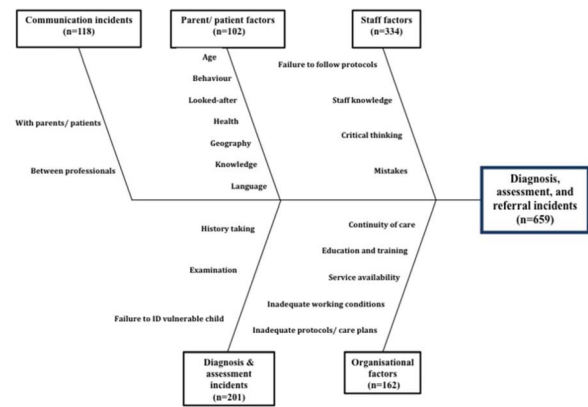 Communication incidents
(n=118)
Parent/ patient factors
(n=102)
Staff factors
(n=334)
Age
Behaviour
Looked-after
Health
Geography
Knowledge
Language
Failure to follow protocols
Staff knowledge
Critical thinking
Mistakes
With parents/ patients
Between professionals
Diagnosis,
assessment, and
referral incidents
(n=659)
History taking
Examination
Failure to ID vulnerable child
Continuity of care
Education and training
Service availability
Inadequate working conditions
Inadequate protocols/ care plans
Diagnosis &
assessment
incidents
(n=201)
Organisational
factors
(n=162)